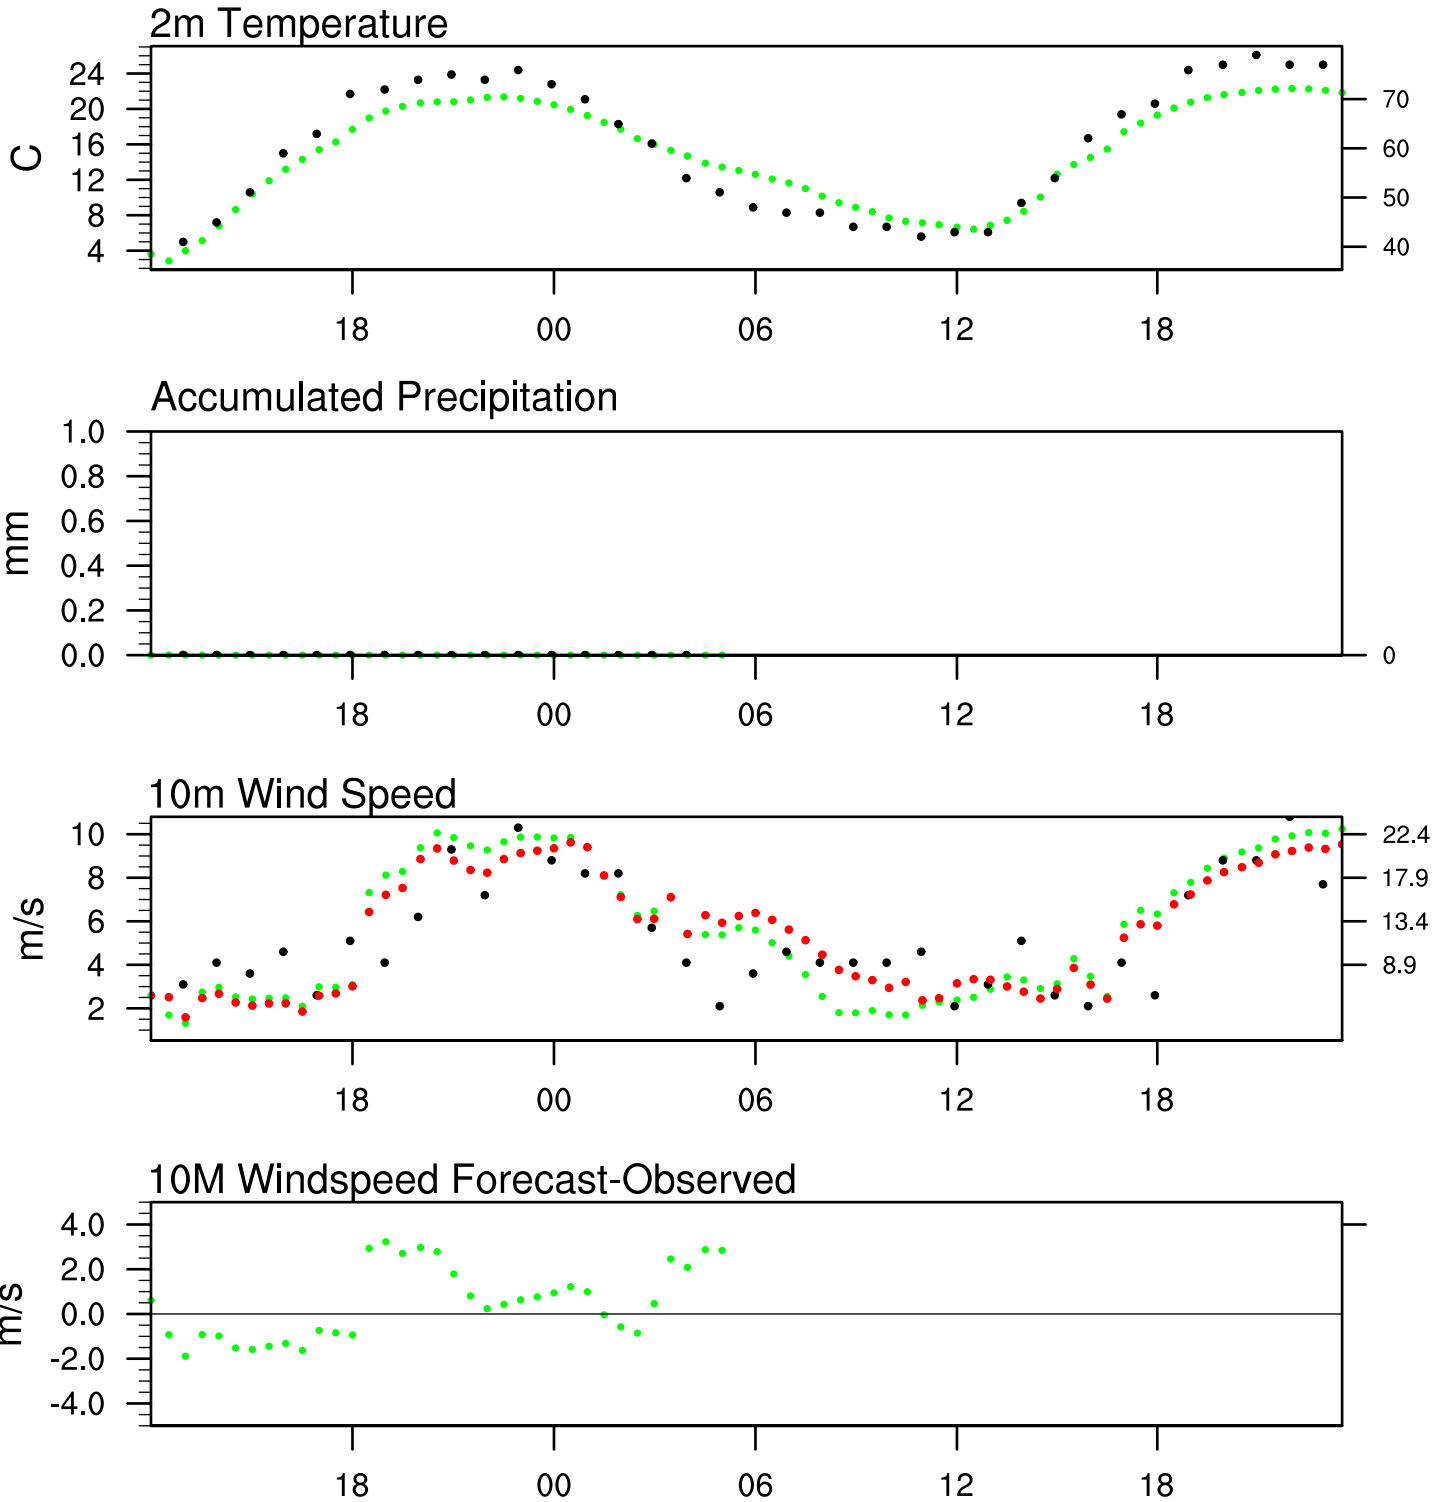 2m Temperature
24
20
16
12
8
4
C
70
60
50
40
18 00 06 12 18
Accumulated Precipitation
1.0
0.8
0.6
0.4
0.2
0.0
mm
0
18 00 06 12 18
10m Wind Speed
10
8
6
4
2
m/s
22.4
17.9
13.4
8.9
18 00 06 12 18
10M Windspeed Forecast-Observed
4.0
2.0
0.0
-2.0
-4.0
m/s
18 00 06 12 18